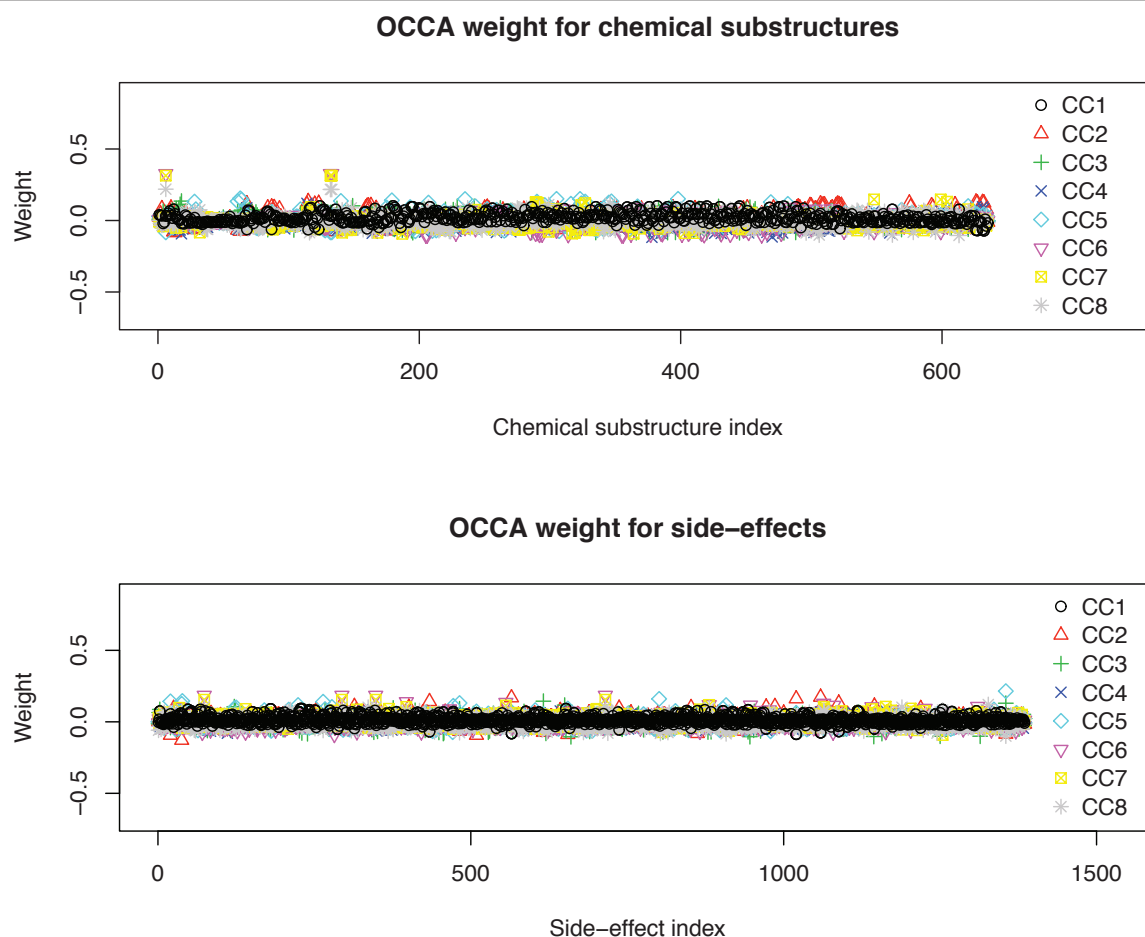 OCCA weight for chemical substructures
Weight
0.5
0.0
−0.5
CC1
CC2
CC3
CC4
CC5
CC6
CC7
CC8
0 200 400 600
Chemical substructure index
OCCA weight for side−effects
Weight
0.5
0.0
−0.5
CC1
CC2
CC3
CC4
CC5
CC6
CC7
CC8
0 500 1000 1500
Side−effect index